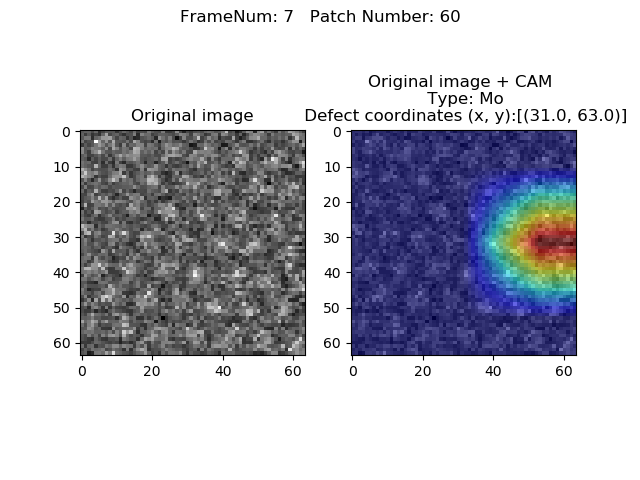 FrameNum: 7   Patch Number: 60
Original image
0
10
20
30
40
50
60
0 20 40 60
Original image + CAM
Type: Mo
Defect coordinates (x, y):[(31.0, 63.0)]
0
10
20
30
40
50
60
0 20 40 60